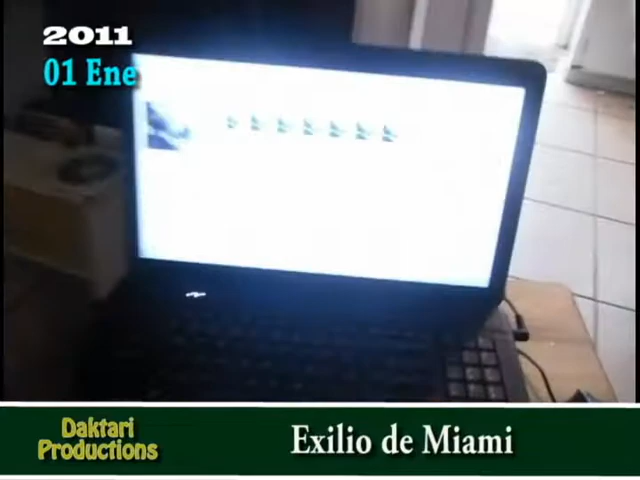 2011
01 Ene
Daktari
Productions
Exilio de Miami